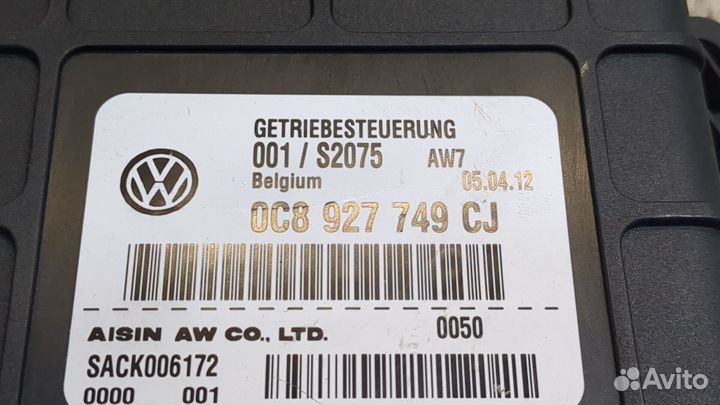 GETRIEBESTEUERUNG
001 / S2075 AW7
Belgium 05.04.12
0C8 927 749 CJ
AISIN AW CO., LTD. 0050
SACK006172
0000 001
Avito